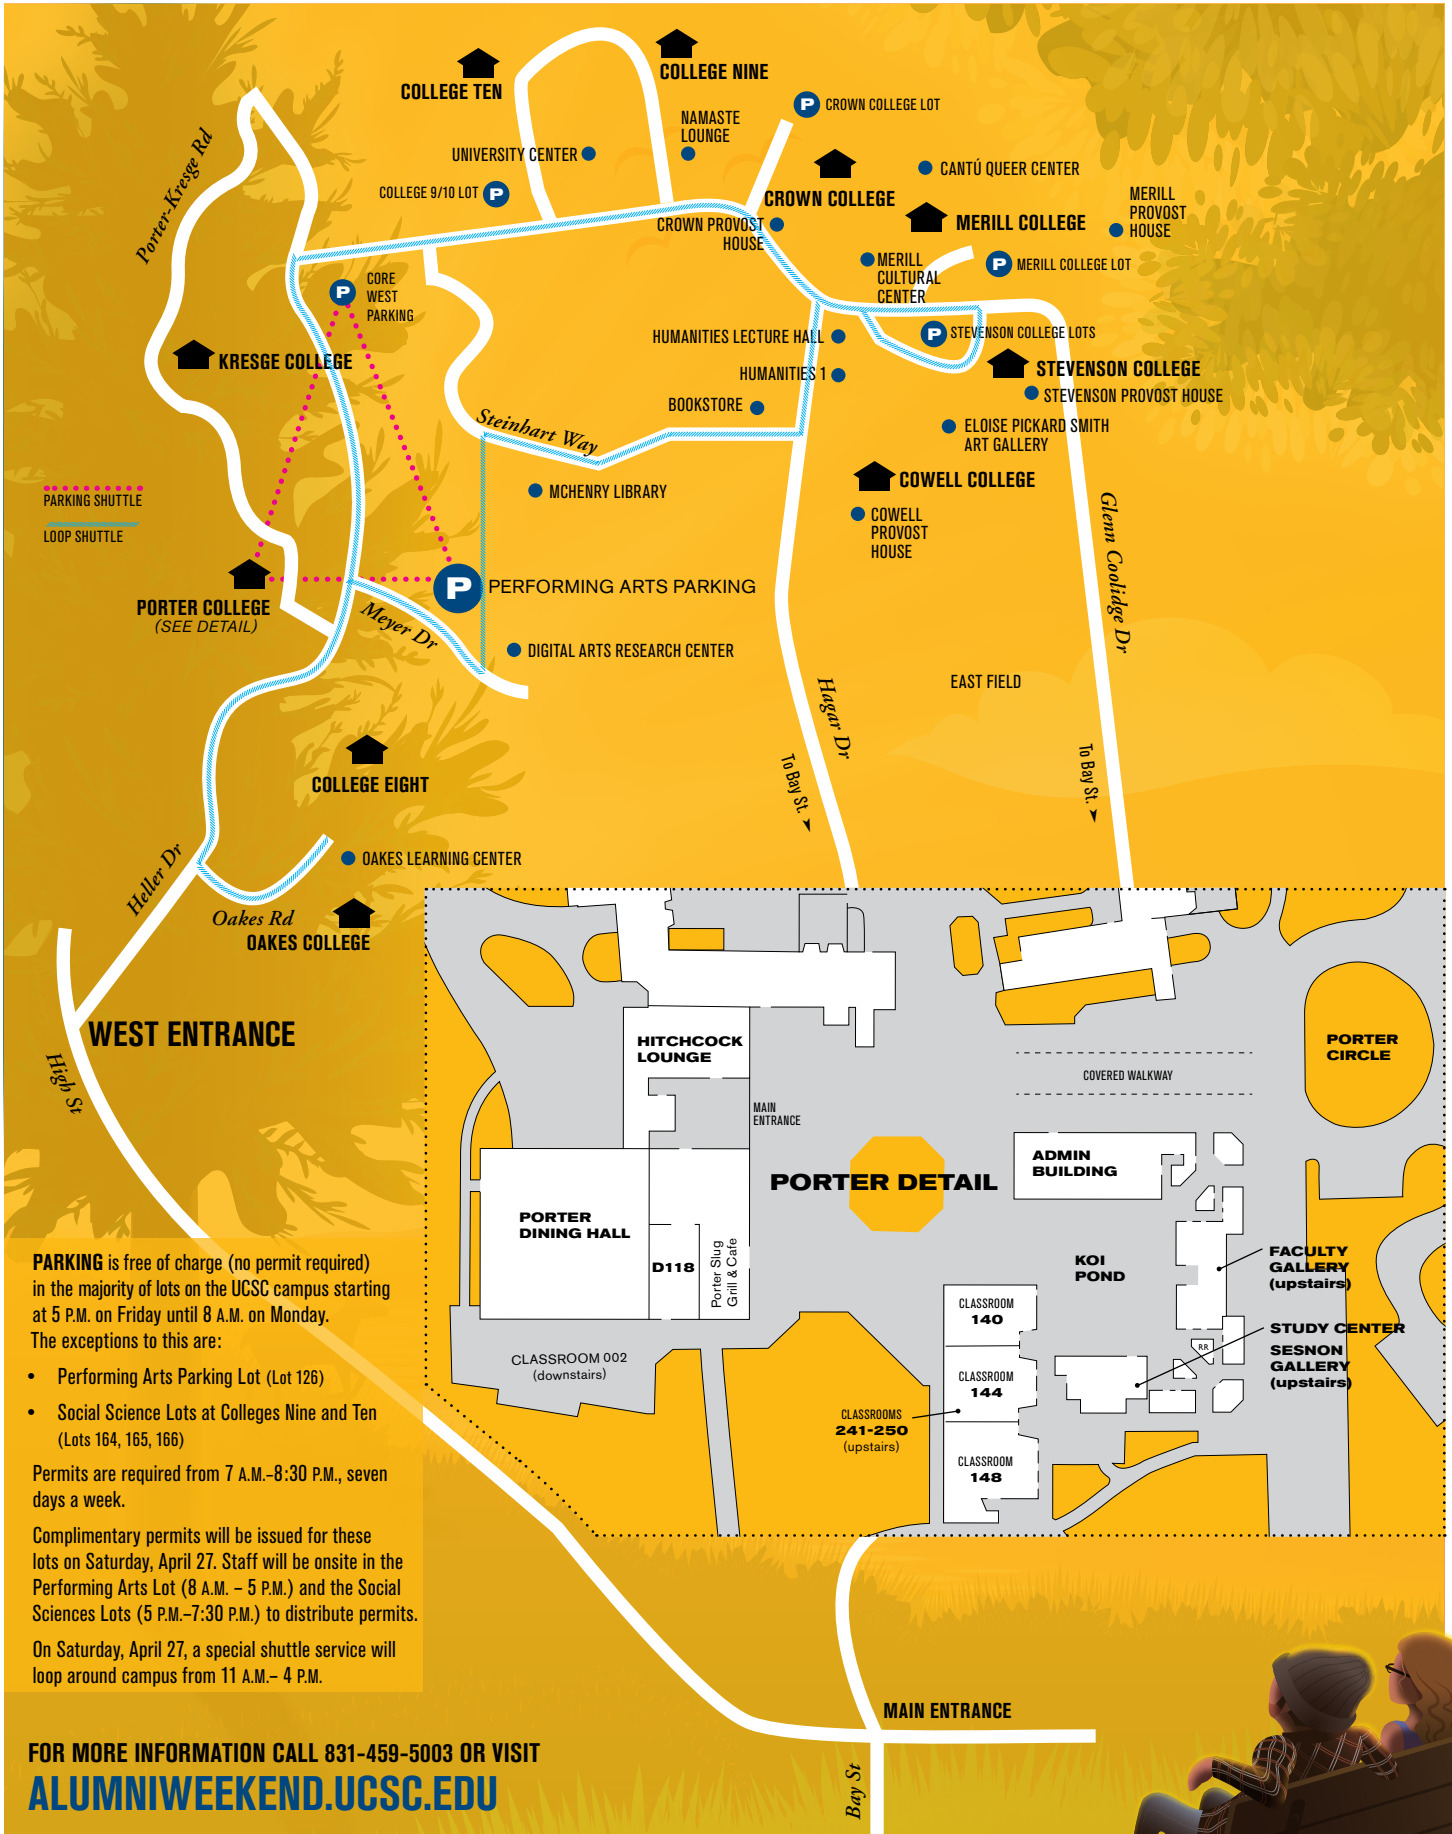 COLLEGE TEN
COLLEGE NINE
P
CROWN COLLEGE LOT
NAMASTE
LOUNGE
UNIVERSITY CENTER
COLLEGE 9/10 LOT
P
CROWN COLLEGE
CANTÚ QUEER CENTER
MERILL
PROVOST
HOUSE
MERILL COLLEGE
CROWN PROVOST
HOUSE
MERILL
CULTURAL
CENTER
P
MERILL COLLEGE LOT
Porter-Kresge Rd
P
CORE
WEST
PARKING
HUMANITIES LECTURE HALL
P
STEVENSON COLLEGE LOTS
KRESGE COLLEGE
HUMANITIES 1
STEVENSON COLLEGE
STEVENSON PROVOST HOUSE
BOOKSTORE
Steinhart Way
ELOISE PICKARD SMITH
ART GALLERY
COWELL COLLEGE
MCHENRY LIBRARY
COWELL
PROVOST
HOUSE
PARKING SHUTTLE
LOOP SHUTTLE
Glenn Coolidge Dr
P
PERFORMING ARTS PARKING
PORTER COLLEGE
(SEE DETAIL)
Meyer Dr
DIGITAL ARTS RESEARCH CENTER
Hagar Dr
EAST FIELD
To Bay St.
To Bay St.
COLLEGE EIGHT
OAKES LEARNING CENTER
Heller Dr
Oakes Rd
OAKES COLLEGE
WEST ENTRANCE
High St
HITCHCOCK
LOUNGE
MAIN
ENTRANCE
COVERED WALKWAY
PORTER
CIRCLE
ADMIN
BUILDING
PORTER DETAIL
PORTER
DINING HALL
D118
Porter Slug
Grill & Cafe
KOI
POND
FACULTY
GALLERY
(upstairs)
CLASSROOM
140
STUDY CENTER
RR
SESNON
GALLERY
(upstairs)
CLASSROOM 002
(downstairs)
CLASSROOM
144
CLASSROOMS
241-250
(upstairs)
CLASSROOM
148
PARKING is free of charge (no permit required)
in the majority of lots on the UCSC campus starting
at 5 P.M. on Friday until 8 A.M. on Monday.
The exceptions to this are:
• Performing Arts Parking Lot (Lot 126)
• Social Science Lots at Colleges Nine and Ten
(Lots 164, 165, 166)
Permits are required from 7 A.M.–8:30 P.M., seven
days a week.
Complimentary permits will be issued for these
lots on Saturday, April 27. Staff will be onsite in the
Performing Arts Lot (8 A.M. – 5 P.M.) and the Social
Sciences Lots (5 P.M.–7:30 P.M.) to distribute permits.
On Saturday, April 27, a special shuttle service will
loop around campus from 11 A.M.– 4 P.M.
MAIN ENTRANCE
Bay St
FOR MORE INFORMATION CALL 831-459-5003 OR VISIT
ALUMNIWEEKEND.UCSC.EDU